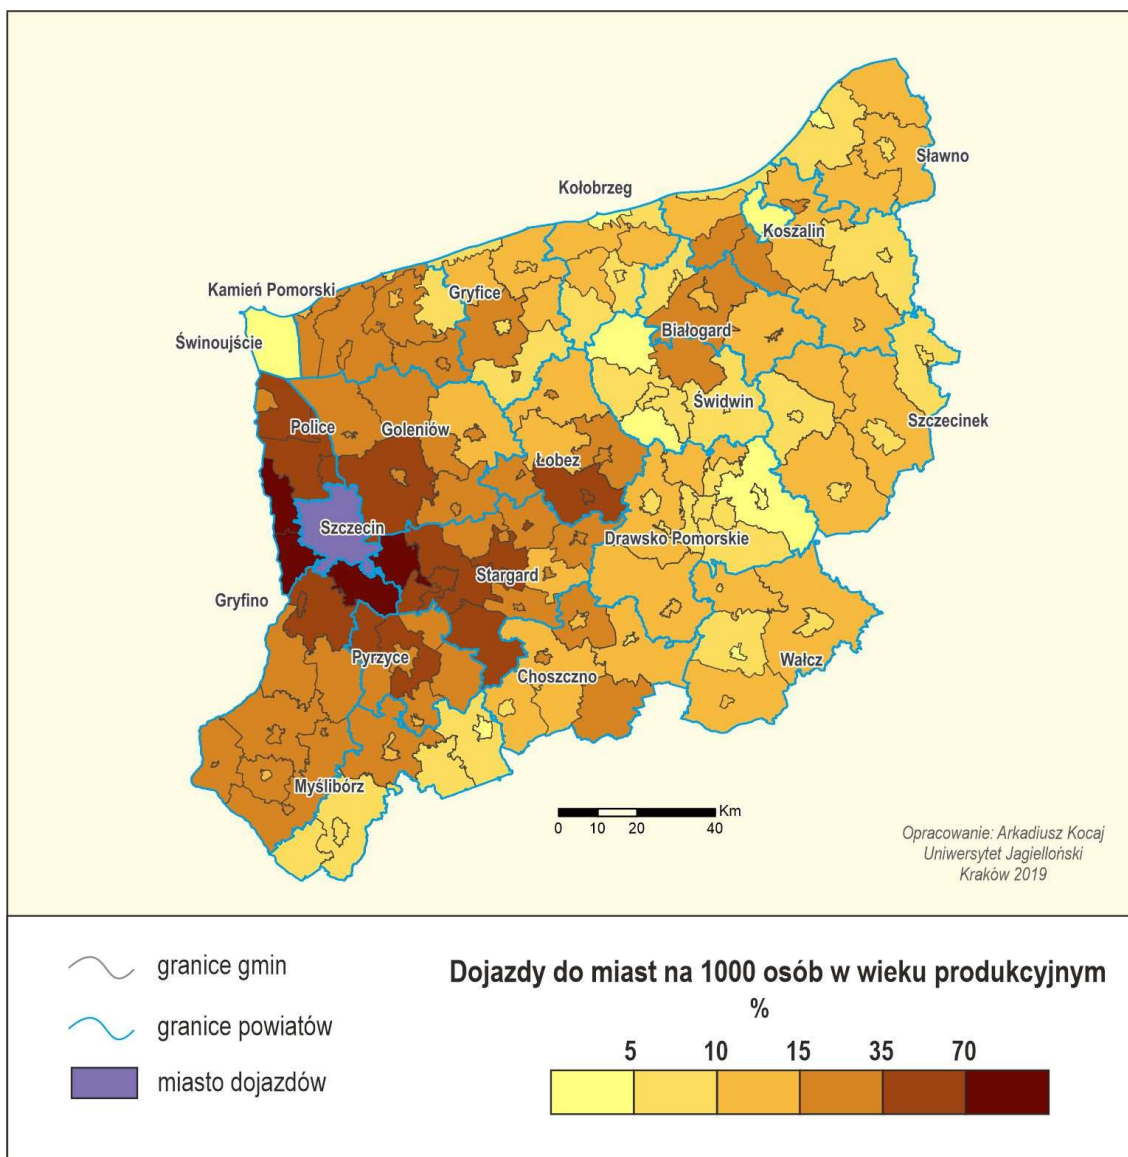 Sławno
Kołobrzeg
Koszalin
Kamień Pomorski
Gryfice
Świnoujście
Białogard
Świdwin
Szczecinek
Police
Goleniów
Łobez
Szczecin
Drawsko Pomorskie
Stargard
Gryfino
Pyrzyce
Wałcz
Choszczno
Myślibórz
Km
0 10 20 40
Opracowanie: Arkadiusz Kocaj
Uniwersytet Jagielloński
Kraków 2019
granice gmin
granice powiatów
miasto dojazdów
Dojazdy do miast na 1000 osób w wieku produkcyjnym
%
5 10 15 35 70